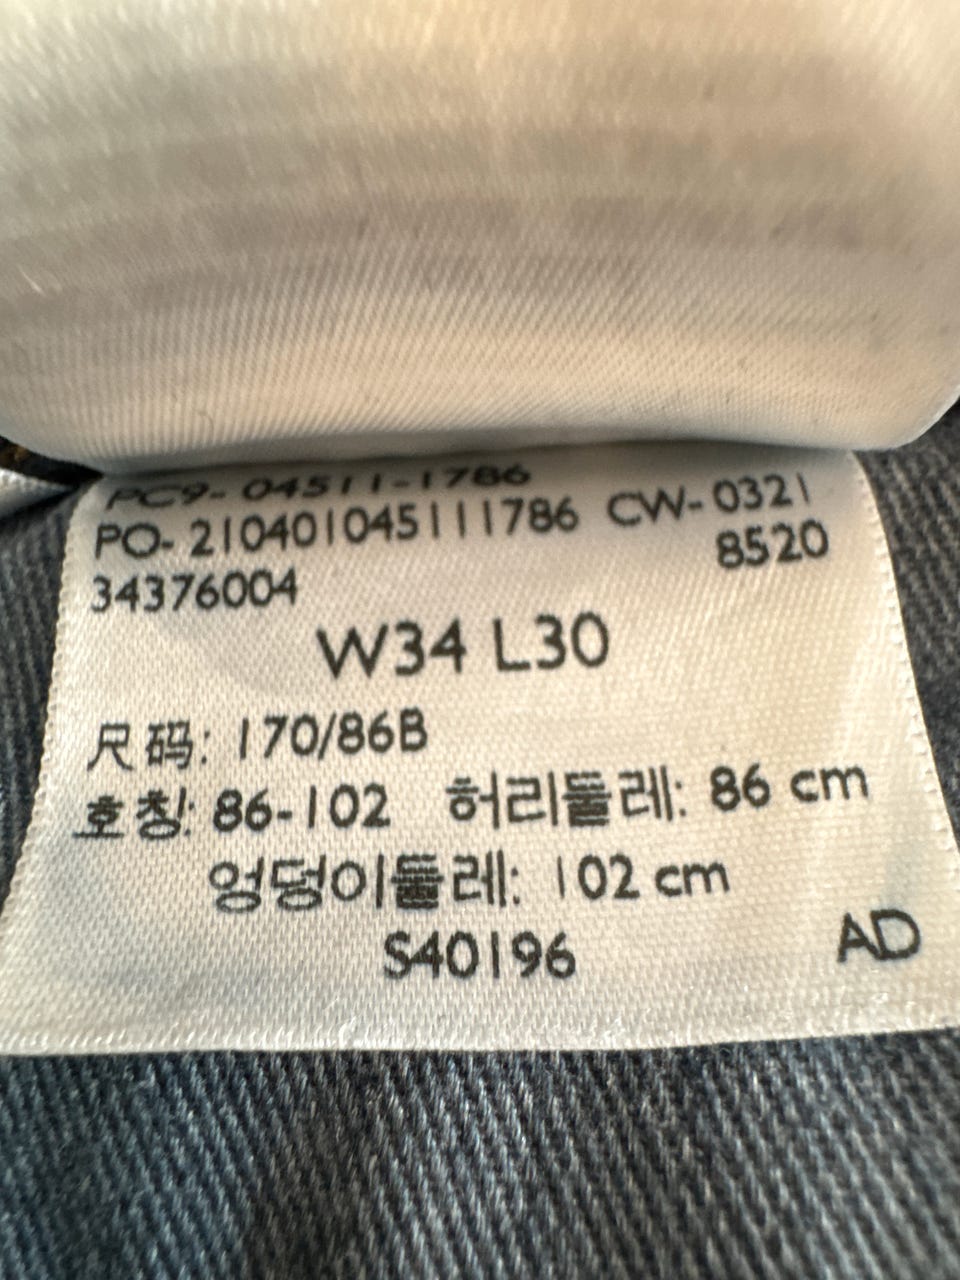 PC9- 04511-1786
PO- 210401045111786 CW- 0321
34376004 8520
W34 L30
尺码: 170/86B
호칭: 86-102 허리둘레: 86 cm
엉덩이둘레: 102 cm
S40196 AD